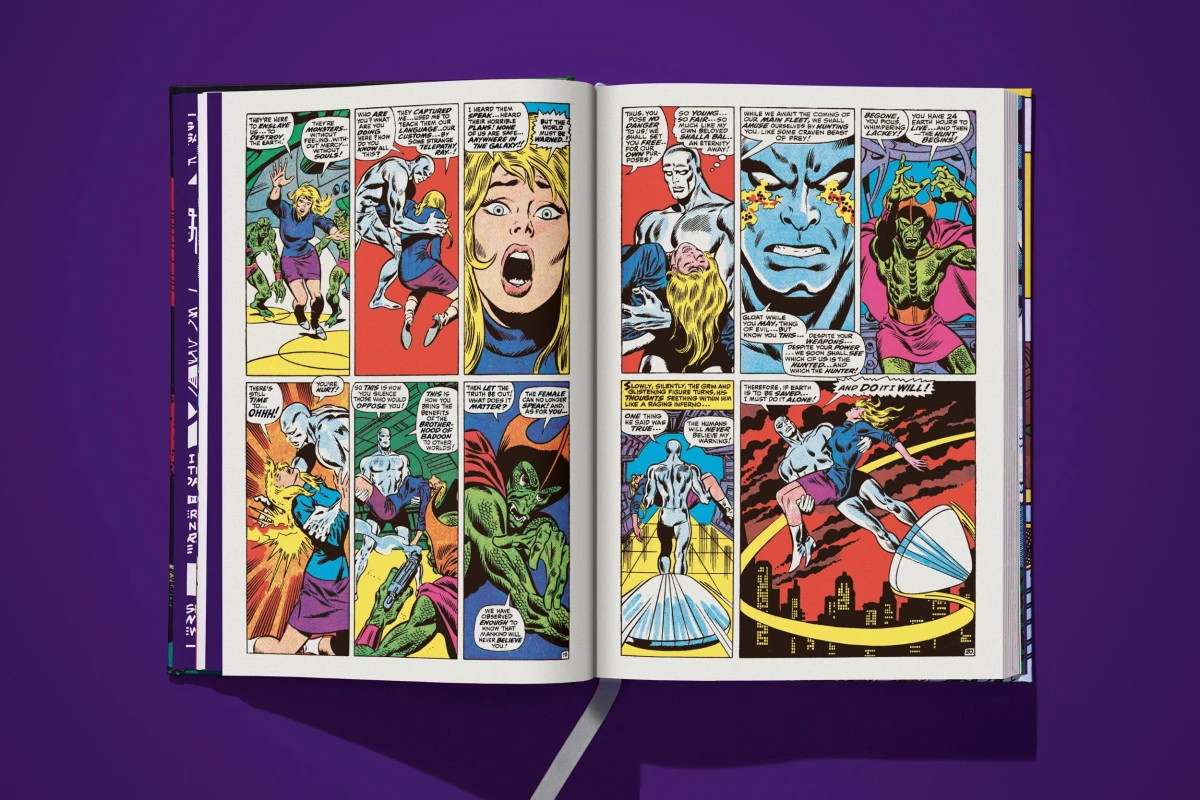 THEY'RE HERE
TO ENSLAVE
US... TO
DESTROY
THE EARTH!
THEY'RE
MONSTERS...
WITHOUT
FEELING...WITH-
OUT MERCY--
WITHOUT
SOULS!
WHO ARE
YOU? WHAT
ARE YOU
DOING
HERE? HOW
DO YOU
KNOW ALL
THIS?
THEY CAPTURED
ME...USED ME TO
TEACH THEM OUR
LANGUAGE...OUR
CUSTOMS...BY
SOME STRANGE
TELEPATHY
RAY..!
I HEARD THEM
SPEAK...HEARD
THEIR HORRIBLE
PLANS! NONE
OF US ARE SAFE...
ANYWHERE IN
THE GALAXY!!
BUT THE
WORLD
MUST BE
WARNED..!
THERE'S
STILL
TIME
TO--
OHHH!
YOU'RE
HURT!
SO THIS IS HOW
YOU SILENCE
THOSE WHO WOULD
OPPOSE YOU!
THIS IS
HOW YOU
BRING THE
BENEFITS
OF THE
BROTHER-
HOOD OF
BADOON
TO OTHER
WORLDS!
THEN LET THE
TRUTH BE OUT!
WHAT DOES IT
MATTER?
THE FEMALE
CAN NO LONGER
SPEAK! AND,
AS FOR YOU...
WE HAVE
OBSERVED
ENOUGH TO
KNOW THAT
MANKIND WILL
NEVER BELIEVE
YOU!
19
THUS, YOU
POSE NO
DANGER
TO US! WE
SHALL SET
YOU FREE--
FOR OUR
OWN PUR-
POSES!
SO YOUNG...
SO FAIR...SO
MUCH LIKE MY
OWN BELOVED
SHALLA BAL...
AN ETERNITY
AWAY!
WHILE WE AWAIT THE COMING OF
OUR MAIN FLEET, WE SHALL
AMUSE OURSELVES BY HUNTING
YOU, LIKE SOME CRAVEN BEAST
OF PREY!
GLOAT WHILE
YOU MAY, THING
OF EVIL...BUT
KNOW YOU THIS...
DESPITE YOUR
WEAPONS...
DESPITE YOUR POWER
...WE SOON SHALL SEE
WHICH OF US IS THE
HUNTED...AND
WHICH THE HUNTER!
BEGONE,
YOU PIOUS,
WHIMPERING
LACKEY!
YOU HAVE 24
EARTH HOURS TO
LIVE...AND THEN
--THE HUNT
BEGINS!
SLOWLY, SILENTLY, THE GRIM AND
GLISTENING FIGURE TURNS, HIS
THOUGHTS SEETHING WITHIN HIM
LIKE A RAGING INFERNO...
ONE THING
HE SAID WAS
TRUE...
THE HUMANS
WILL NEVER
BELIEVE MY
WARNING!
THEREFORE, IF EARTH
IS TO BE SAVED...
I MUST DO IT ALONE!
AND DO IT I WILL!
20